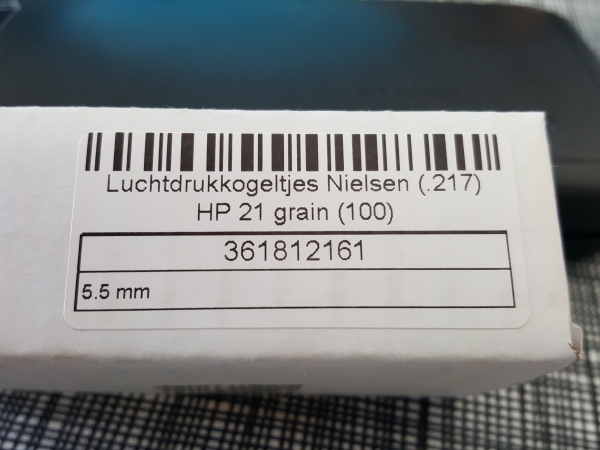 Luchtdrukkogeltjes Nielsen (.217)
HP 21 grain (100)
361812161
5.5 mm